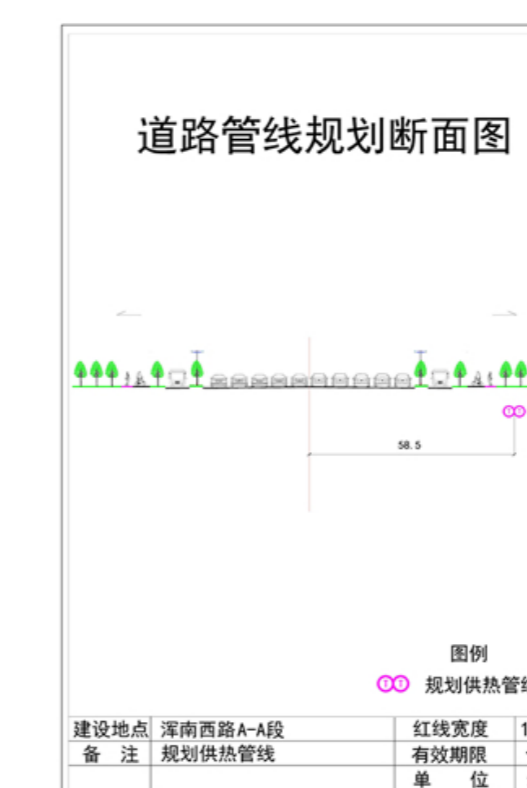 道路管线规划断面图
58.5
图例
规划供热管线
建设地点 浑南西路A-A段 红线宽度 1
备 注 规划供热管线 有效期限
单 位